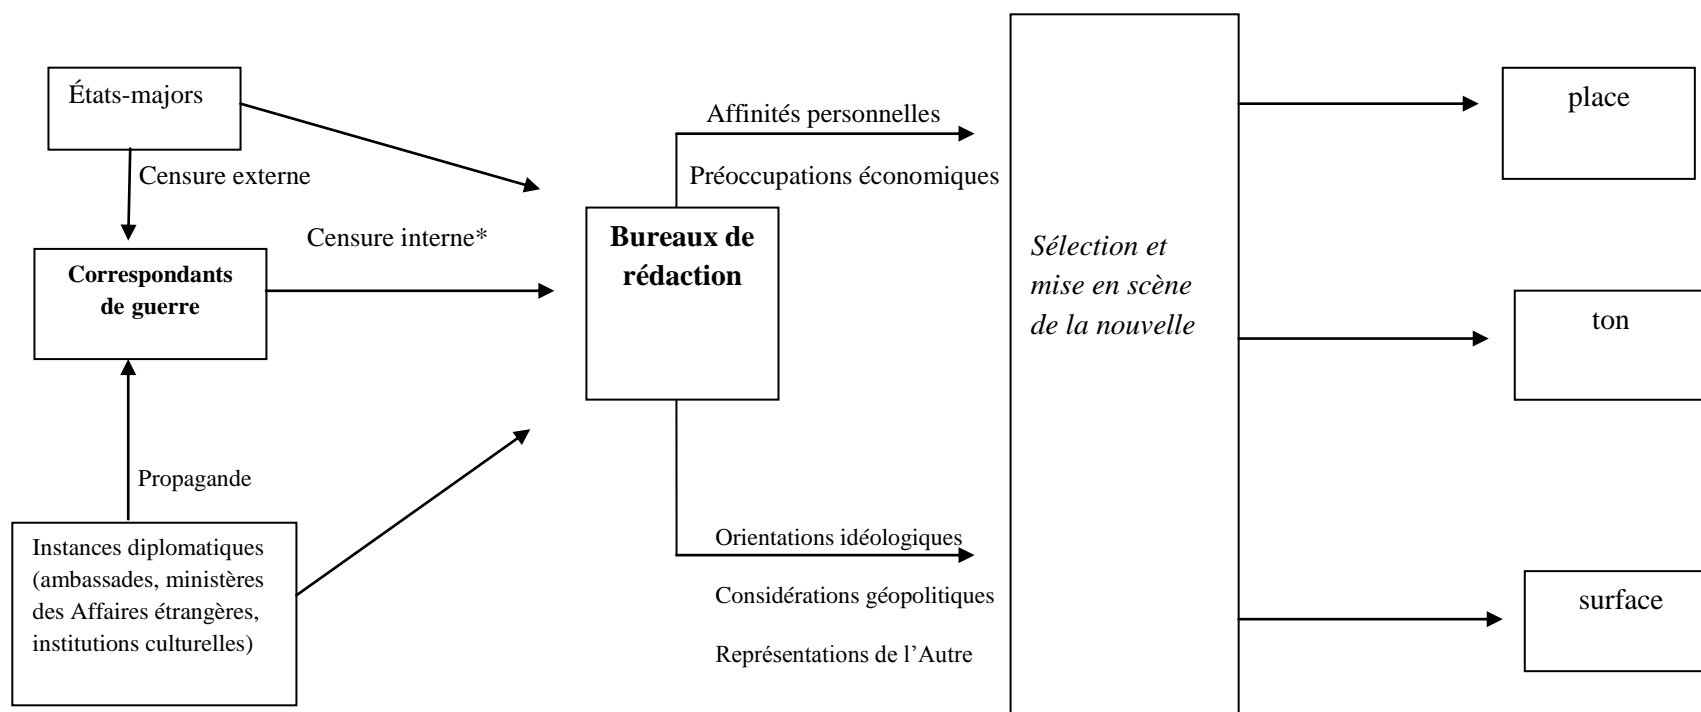 États-majors
Censure externe
Correspondants
de guerre
Propagande
Instances diplomatiques
(ambassades, ministères
des Affaires étrangères,
institutions culturelles)
Censure interne*
Bureaux de
rédaction
Affinités personnelles
Préoccupations économiques
Orientations idéologiques
Considérations géopolitiques
Représentations de l’Autre
Sélection et
mise en scène
de la nouvelle
place
ton
surface